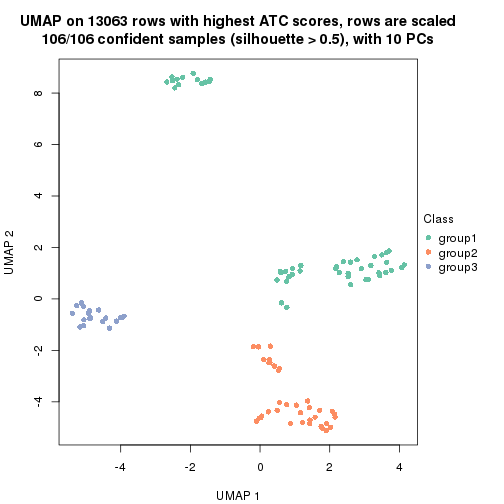 UMAP on 13063 rows with highest ATC scores, rows are scaled
106/106 confident samples (silhouette > 0.5), with 10 PCs
UMAP 2
8
6
4
2
0
-2
-4
Class
group1
group2
group3
-4
-2
0
2
4
UMAP 1